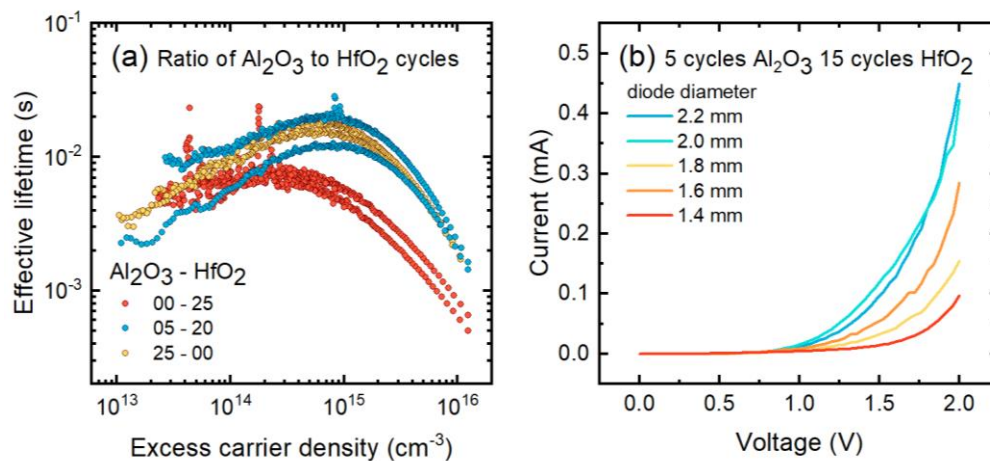 (a) Ratio of Al₂O₃ to HfO₂ cycles
Effective lifetime (s)
10⁻¹
10⁻²
10⁻³
Al₂O₃ - HfO₂
00 - 25
05 - 20
25 - 00
10¹³ 10¹⁴ 10¹⁵ 10¹⁶
Excess carrier density (cm⁻³)
(b) 5 cycles Al₂O₃ 15 cycles HfO₂
diode diameter
2.2 mm
2.0 mm
1.8 mm
1.6 mm
1.4 mm
Current (mA)
0.5
0.4
0.3
0.2
0.1
0.0
0.0 0.5 1.0 1.5 2.0
Voltage (V)